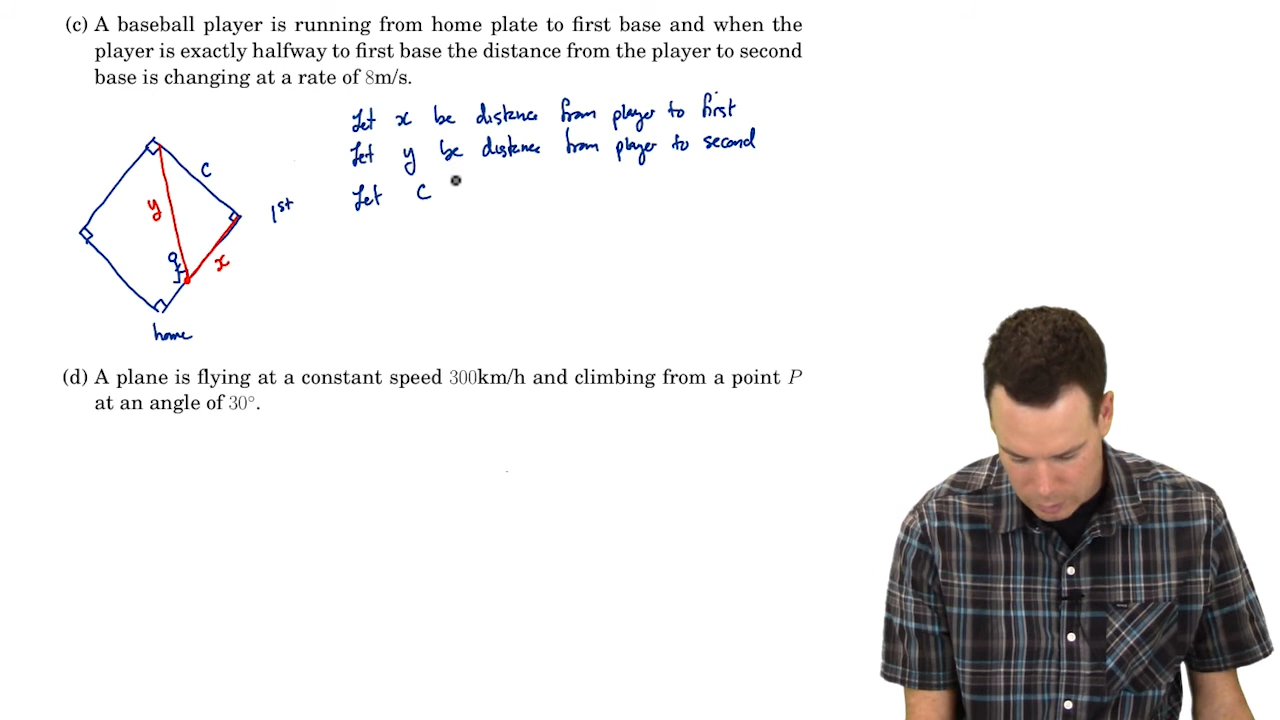 (c) A baseball player is running from home plate to first base and when the
player is exactly halfway to first base the distance from the player to second
base is changing at a rate of 8m/s.
Let x be distance from player to first
Let y be distance from player to second
Let C
C
y
1st
x
home
(d) A plane is flying at a constant speed 300km/h and climbing from a point P
at an angle of 30°.